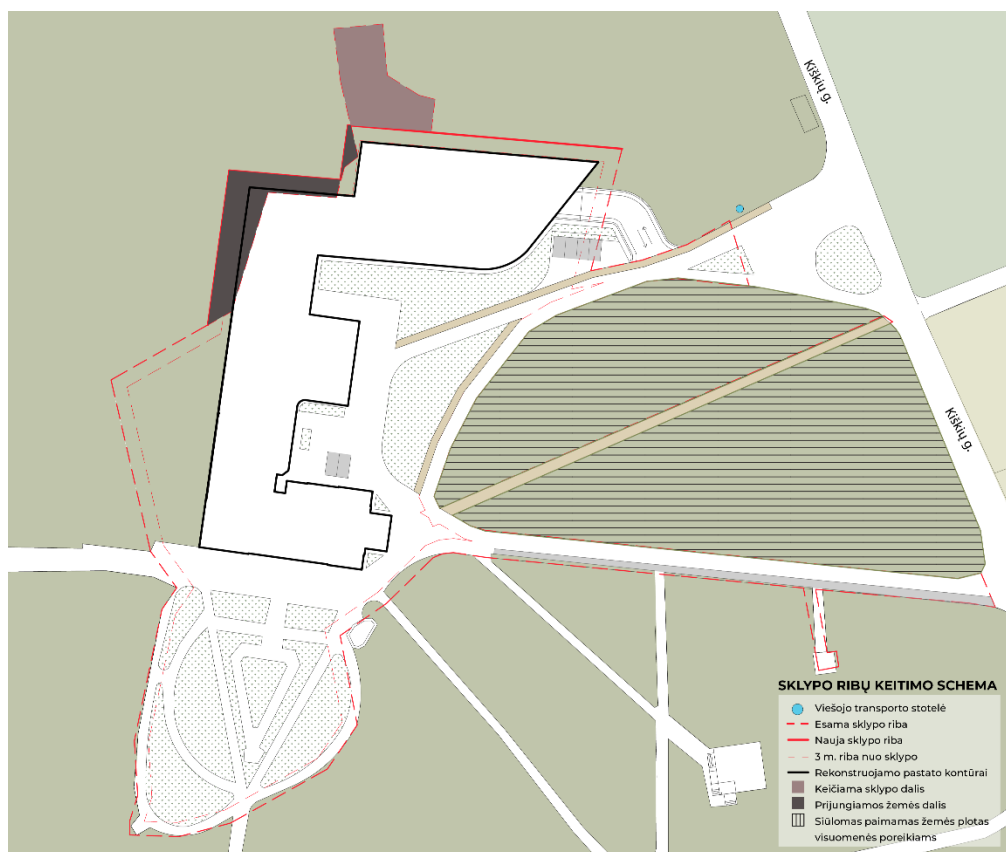 Kiškių g.
Kiškių g.
SKLYPO RIBŲ KEITIMO SCHEMA
Viešojo transporto stotelė
Esama sklypo riba
Nauja sklypo riba
3 m. riba nuo sklypo
Rekonstruojamo pastato kontūrai
Keičiama sklypo dalis
Prijungiamos žemės dalis
Siūlomas paimamas žemės plotas
visuomenės poreikiams